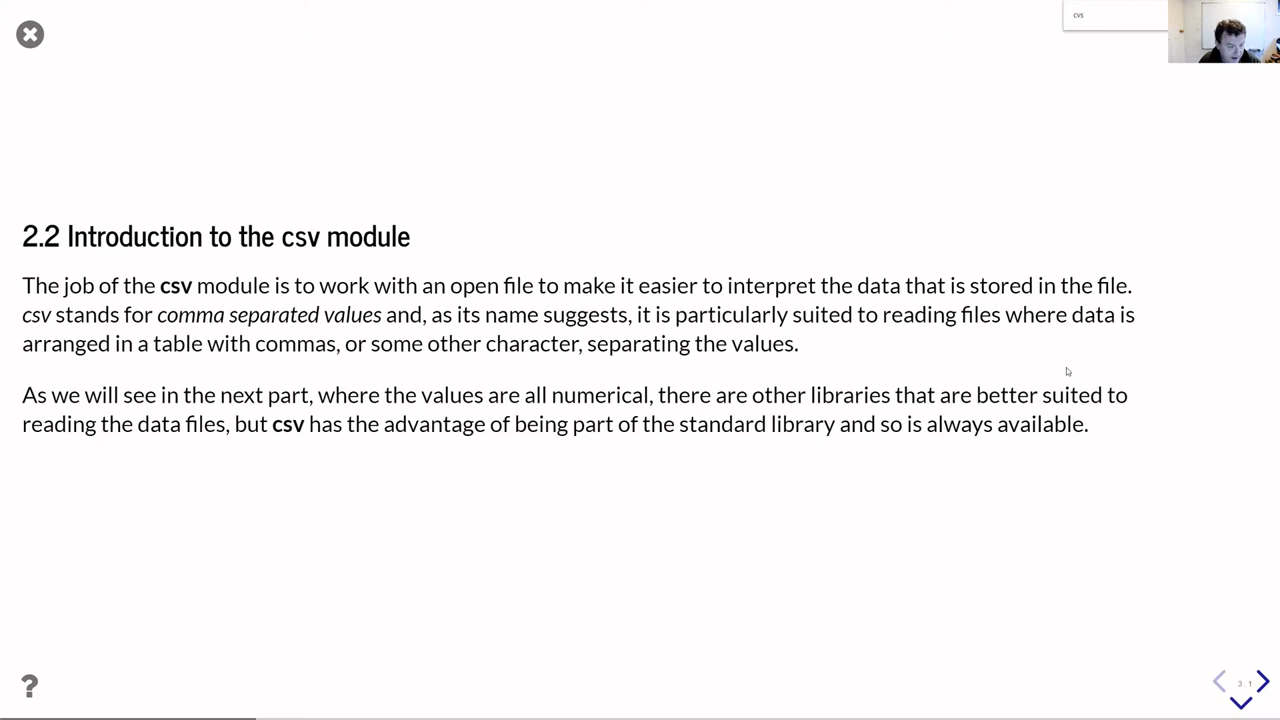 cvs
2.2 Introduction to the csv module
The job of the csv module is to work with an open file to make it easier to interpret the data that is stored in the file.
csv stands for comma separated values and, as its name suggests, it is particularly suited to reading files where data is
arranged in a table with commas, or some other character, separating the values.
As we will see in the next part, where the values are all numerical, there are other libraries that are better suited to
reading the data files, but csv has the advantage of being part of the standard library and so is always available.
?
3.1